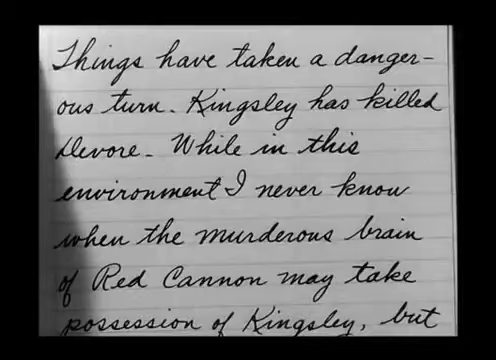 Things have taken a danger-
ous turn. Kingsley has killed
Devore. While in this
environment I never know
when the murderous brain
of Red Cannon may take
possession of Kingsley, but